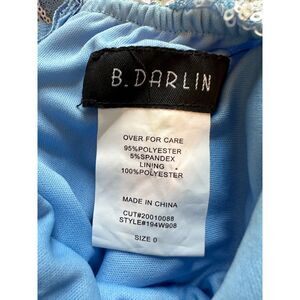 B. DARLIN
OVER FOR CARE
95%POLYESTER
5%SPANDEX
LINING
100%POLYESTER
MADE IN CHINA
CUT#20010088
STYLE#194W908
SIZE 0